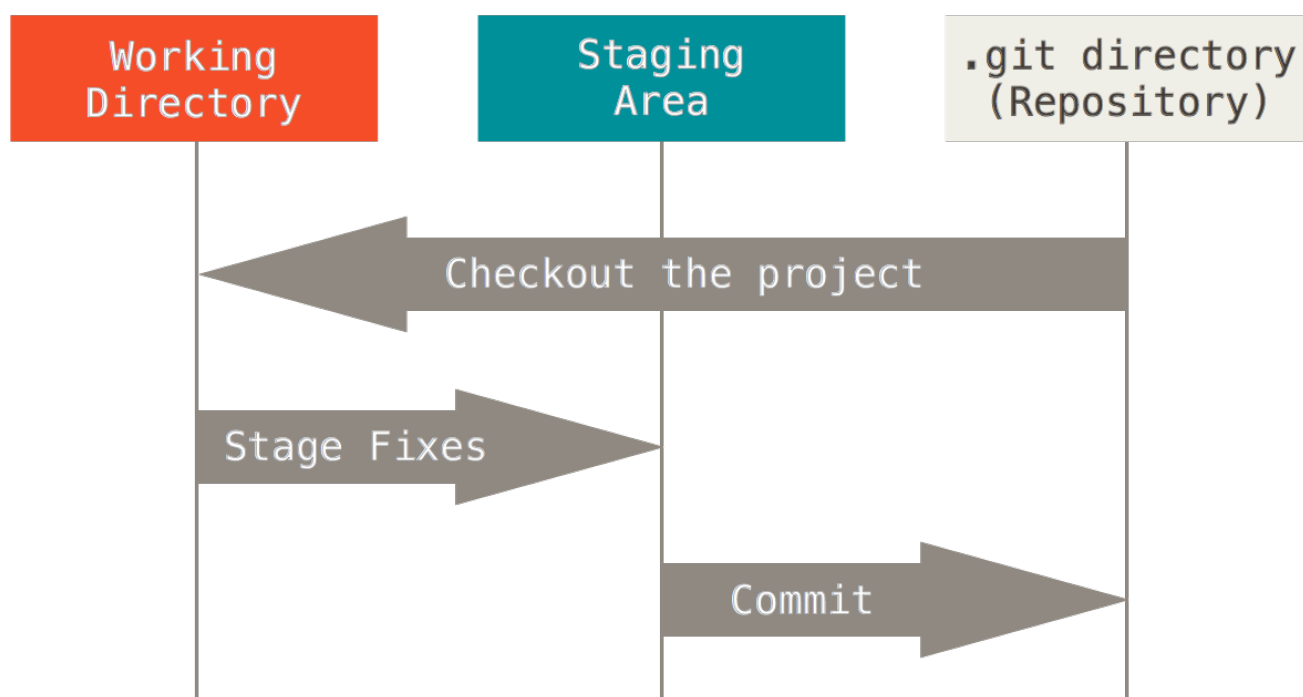 Working
Directory
Staging
Area
.git directory
(Repository)
Checkout the project
Stage Fixes
Commit